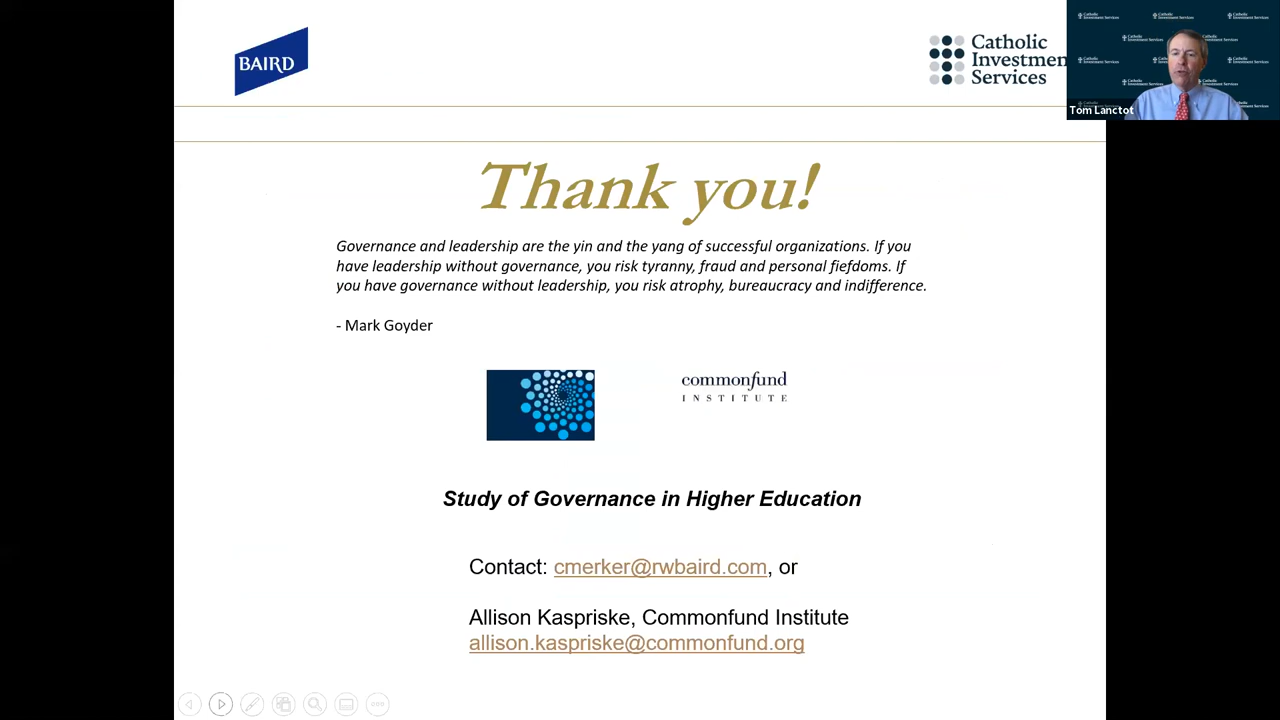 BAIRD
Catholic
Investmen
Services
Tom Lanctot
Thank you!
Governance and leadership are the yin and the yang of successful organizations. If you
have leadership without governance, you risk tyranny, fraud and personal fiefdoms. If
you have governance without leadership, you risk atrophy, bureaucracy and indifference.
- Mark Goyder
commonfund
INSTITUTE
Study of Governance in Higher Education
Contact: cmerker@rwbaird.com, or
Allison Kaspriske, Commonfund Institute
allison.kaspriske@commonfund.org